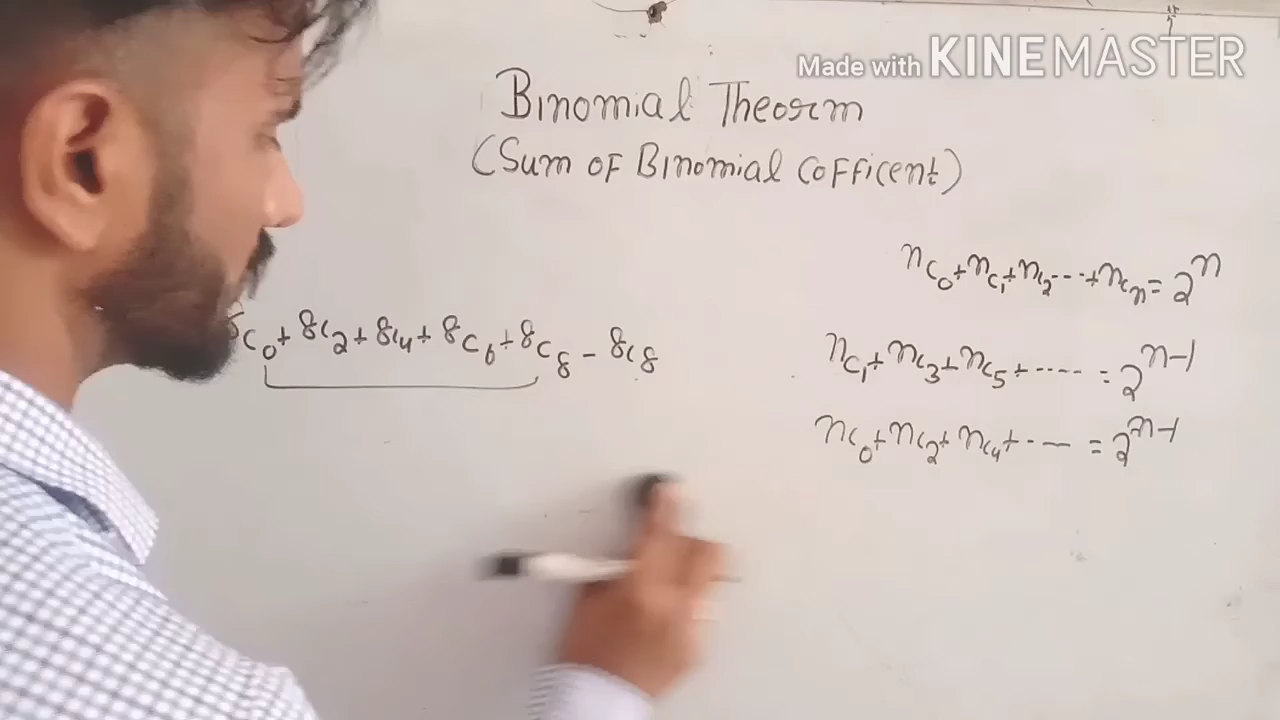 Made with KINEMASTER
Binomial Theorm
(Sum of Binomial Cofficent)
nC₀+nC₁+nC₂----+nCₙ=2ⁿ
C₀+8C₂+8C₄+8C₆+8C₈-8C₈
nC₁+nC₃+nC₅+----- =2ⁿ⁻¹
nC₀+nC₂+nC₄+--- =2ⁿ⁻¹